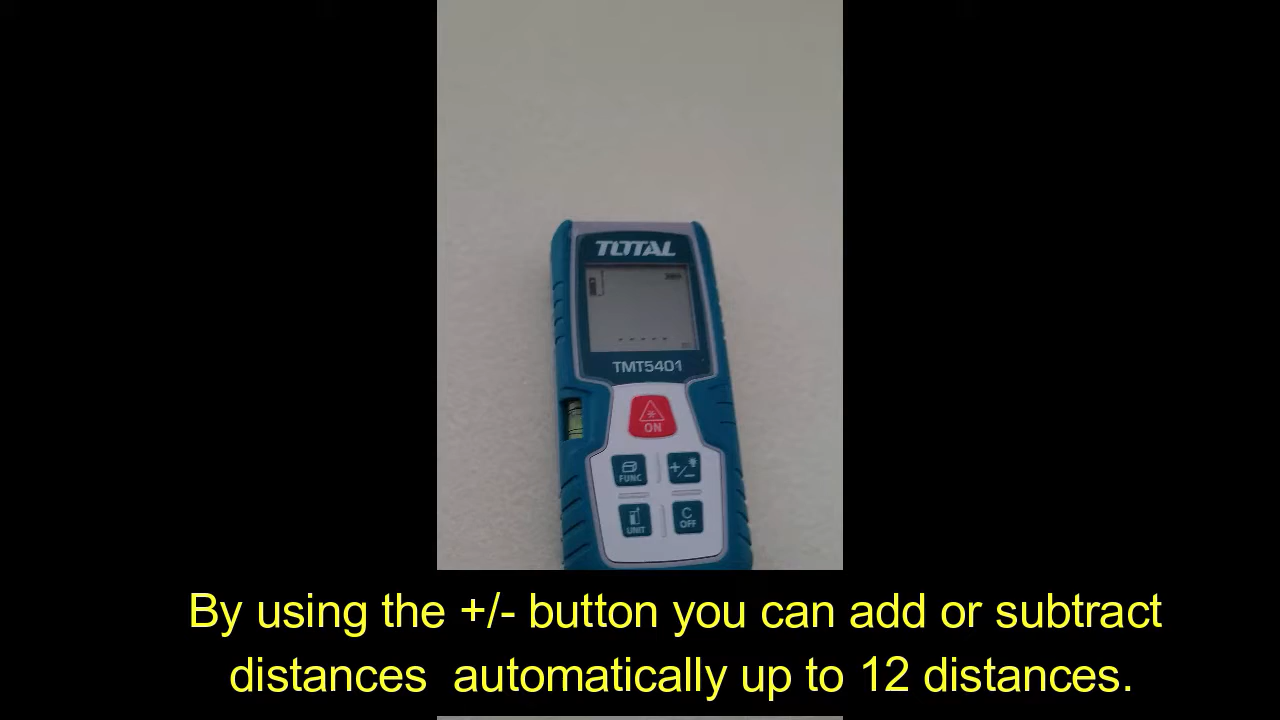 TOTAL
TMT5401
ON
FUNC
+/-
UNIT
C
OFF
By using the +/- button you can add or subtract
distances automatically up to 12 distances.